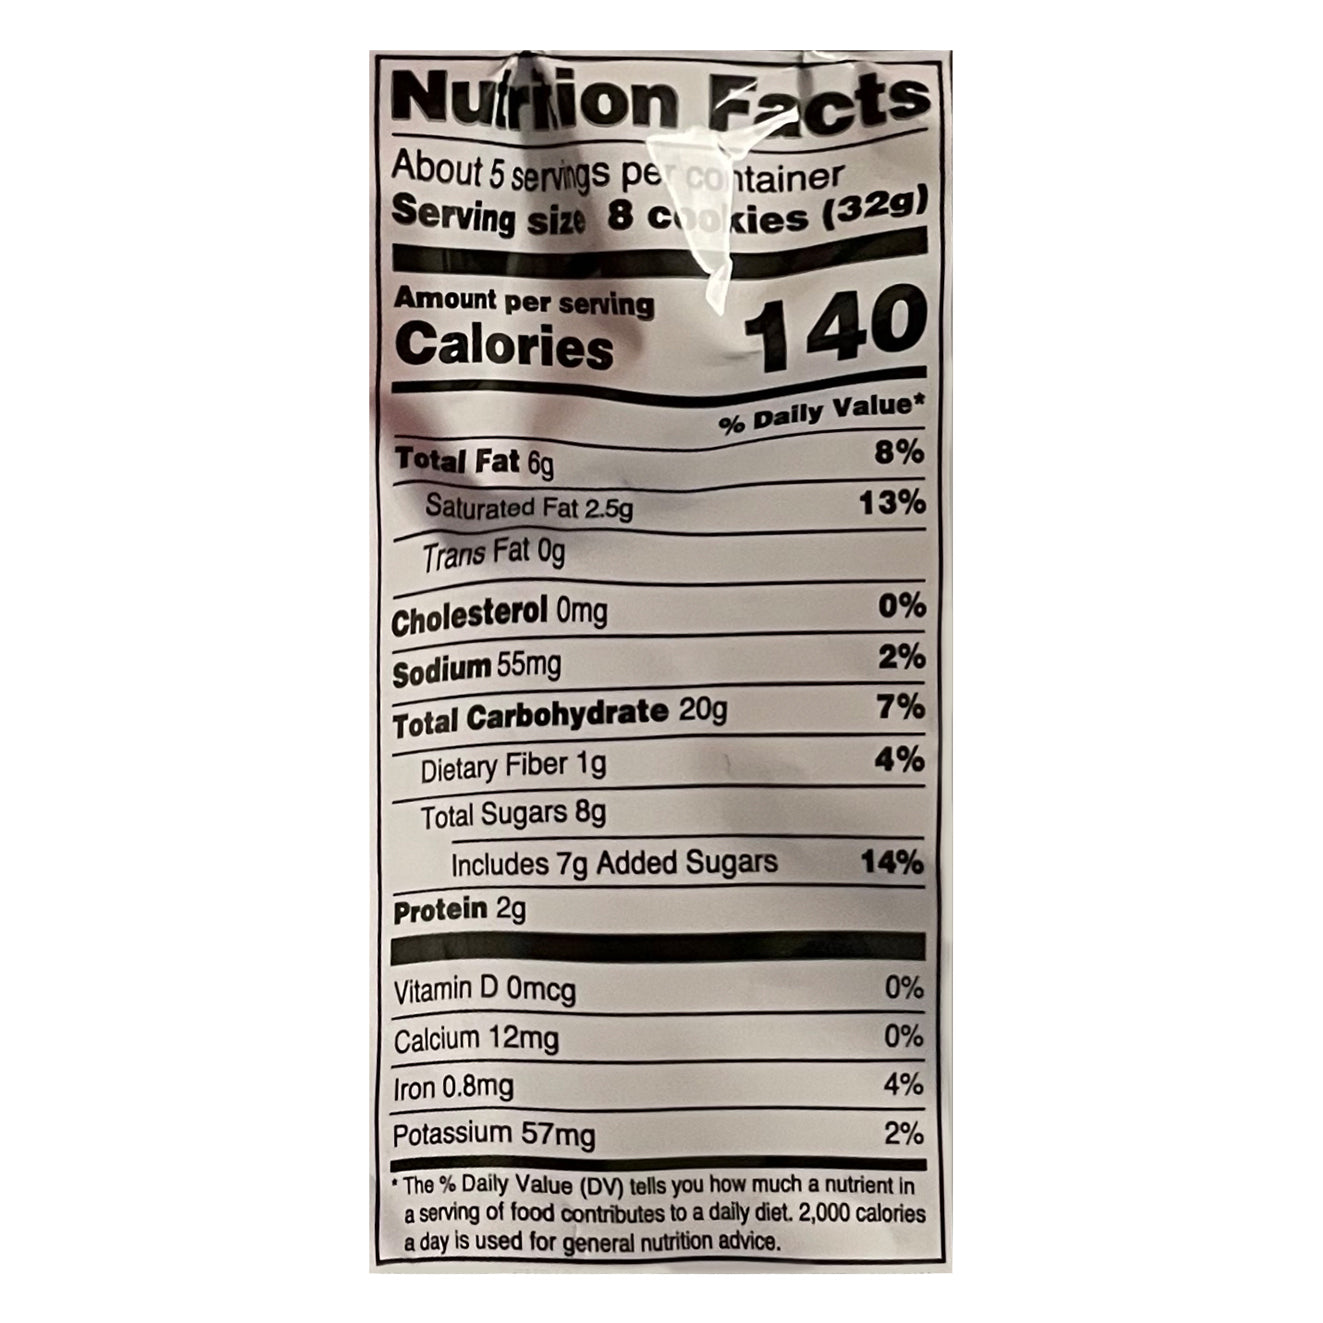 Nutrition Facts
About 5 servings per container
Serving size 8 cookies (32g)
Amount per serving
Calories 140
% Daily Value*
Total Fat 6g 8%
Saturated Fat 2.5g 13%
Trans Fat 0g
Cholesterol 0mg 0%
Sodium 55mg 2%
Total Carbohydrate 20g 7%
Dietary Fiber 1g 4%
Total Sugars 8g
Includes 7g Added Sugars 14%
Protein 2g
Vitamin D 0mcg 0%
Calcium 12mg 0%
Iron 0.8mg 4%
Potassium 57mg 2%
* The % Daily Value (DV) tells you how much a nutrient in
a serving of food contributes to a daily diet. 2,000 calories
a day is used for general nutrition advice.